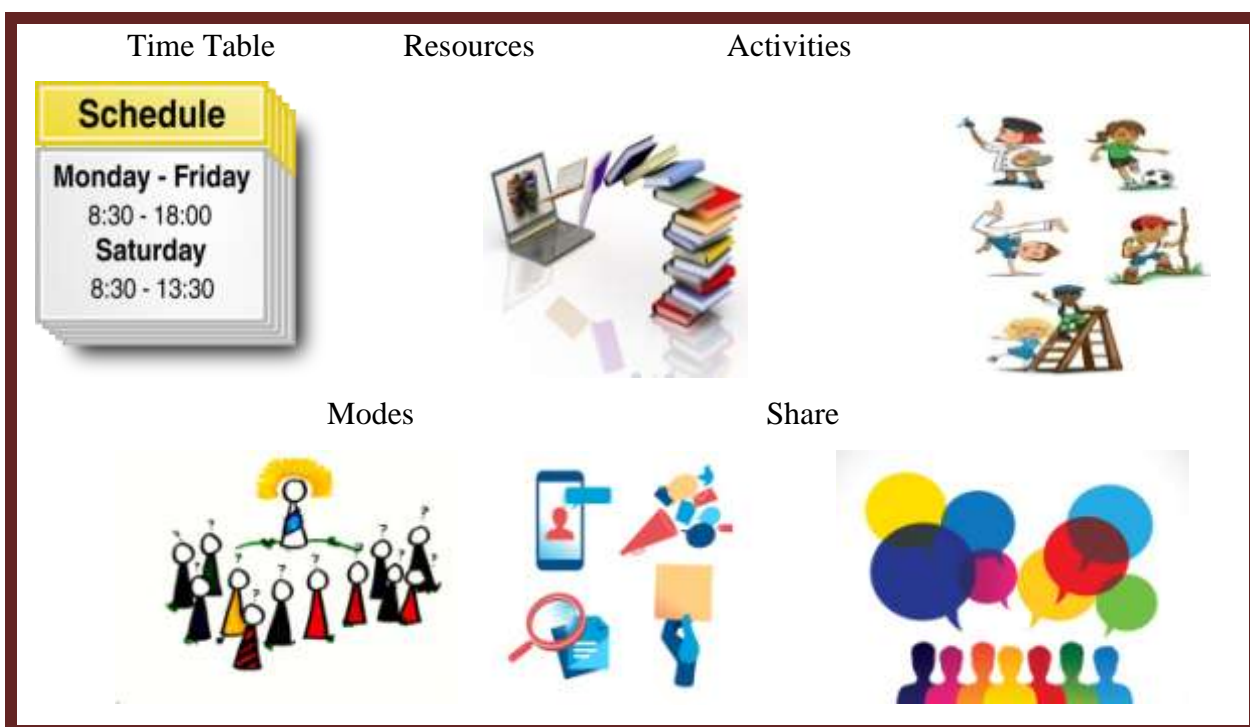 Time Table Resources Activities
Schedule
Monday - Friday
8:30 - 18:00
Saturday
8:30 - 13:30
Modes Share
? ? ? ? ? ? ? ? ? ? ?